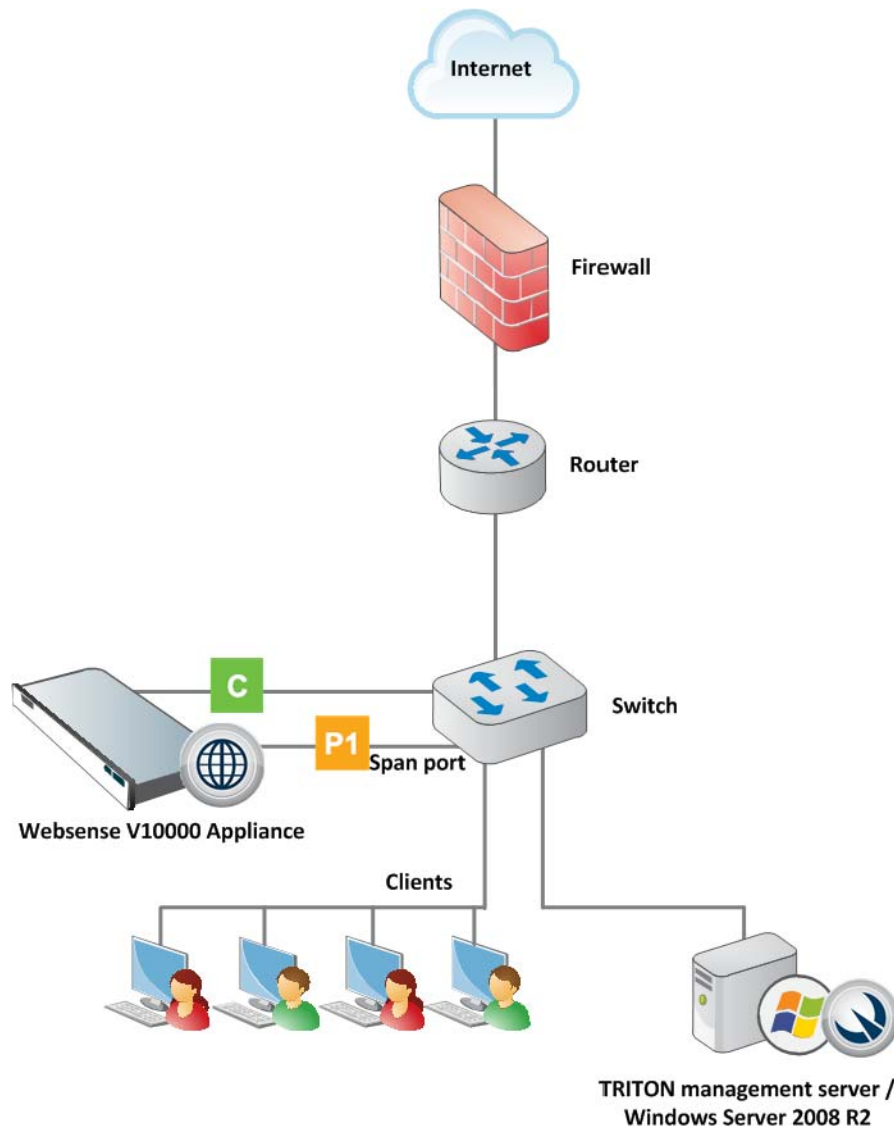 Internet
Firewall
Router
C
Switch
P1
Span port
Websense V10000 Appliance
Clients
TRITON management server /
Windows Server 2008 R2